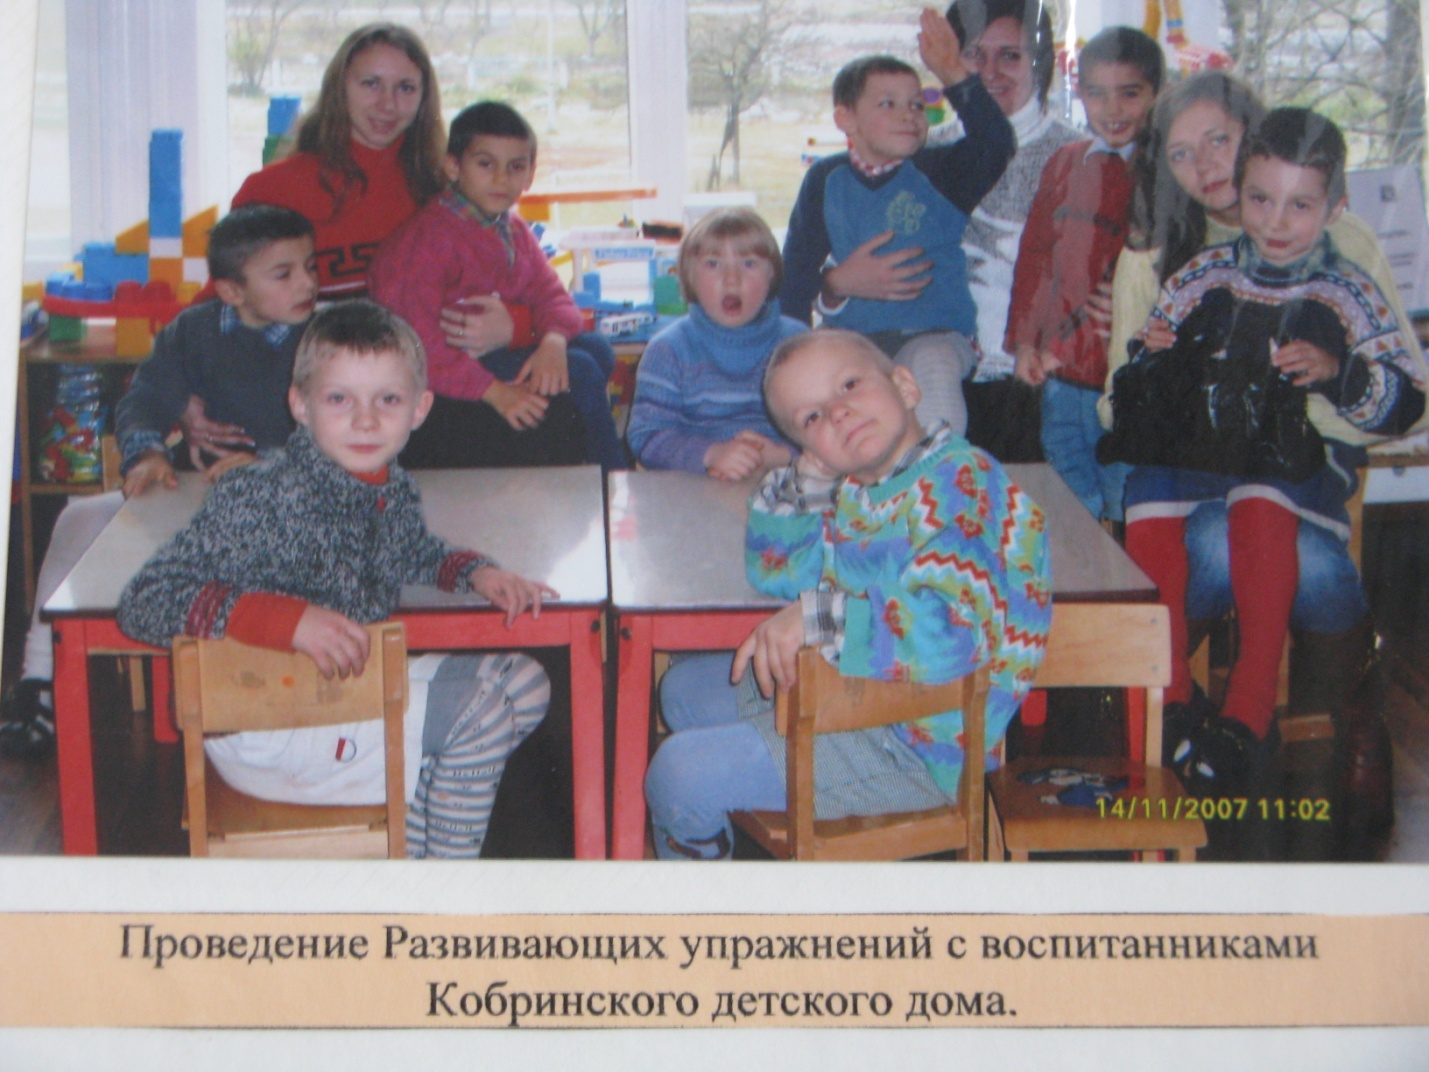 14/11/2007 11:02
Проведение Развивающих упражнений с воспитанниками
Кобринского детского дома.